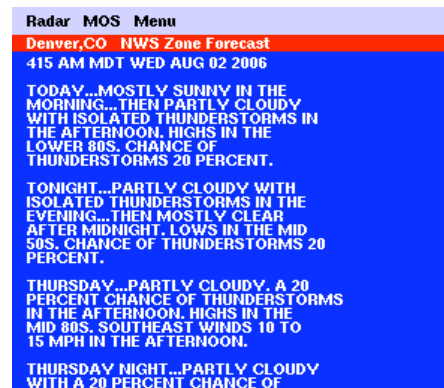 Radar MOS Menu
Denver,CO NWS Zone Forecast
415 AM MDT WED AUG 02 2006
TODAY...MOSTLY SUNNY IN THE
MORNING...THEN PARTLY CLOUDY
WITH ISOLATED THUNDERSTORMS IN
THE AFTERNOON. HIGHS IN THE
LOWER 80S. CHANCE OF
THUNDERSTORMS 20 PERCENT.
TONIGHT...PARTLY CLOUDY WITH
ISOLATED THUNDERSTORMS IN THE
EVENING...THEN MOSTLY CLEAR
AFTER MIDNIGHT. LOWS IN THE MID
50S. CHANCE OF THUNDERSTORMS 20
PERCENT.
THURSDAY...PARTLY CLOUDY. A 20
PERCENT CHANCE OF THUNDERSTORMS
IN THE AFTERNOON. HIGHS IN THE
MID 80S. SOUTHEAST WINDS 10 TO
15 MPH IN THE AFTERNOON.
THURSDAY NIGHT...PARTLY CLOUDY
WITH A 20 PERCENT CHANCE OF